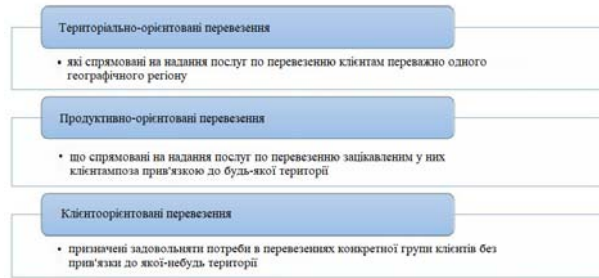 Територіально-орієнтовані перевезення
• які спрямовані на надання послуг по перевезенню клієнтам переважно одного
географічного регіону
Продуктивно-орієнтовані перевезення
• що спрямовані на надання послуг по перевезенню зацікавленим у них
клієнтампоза прив'язкою до будь-якої території
Клієнтоорієнтовані перевезення
• призначені задовольняти потреби в перевезеннях конкретної групи клієнтів без
прив'язки до якої-небудь території